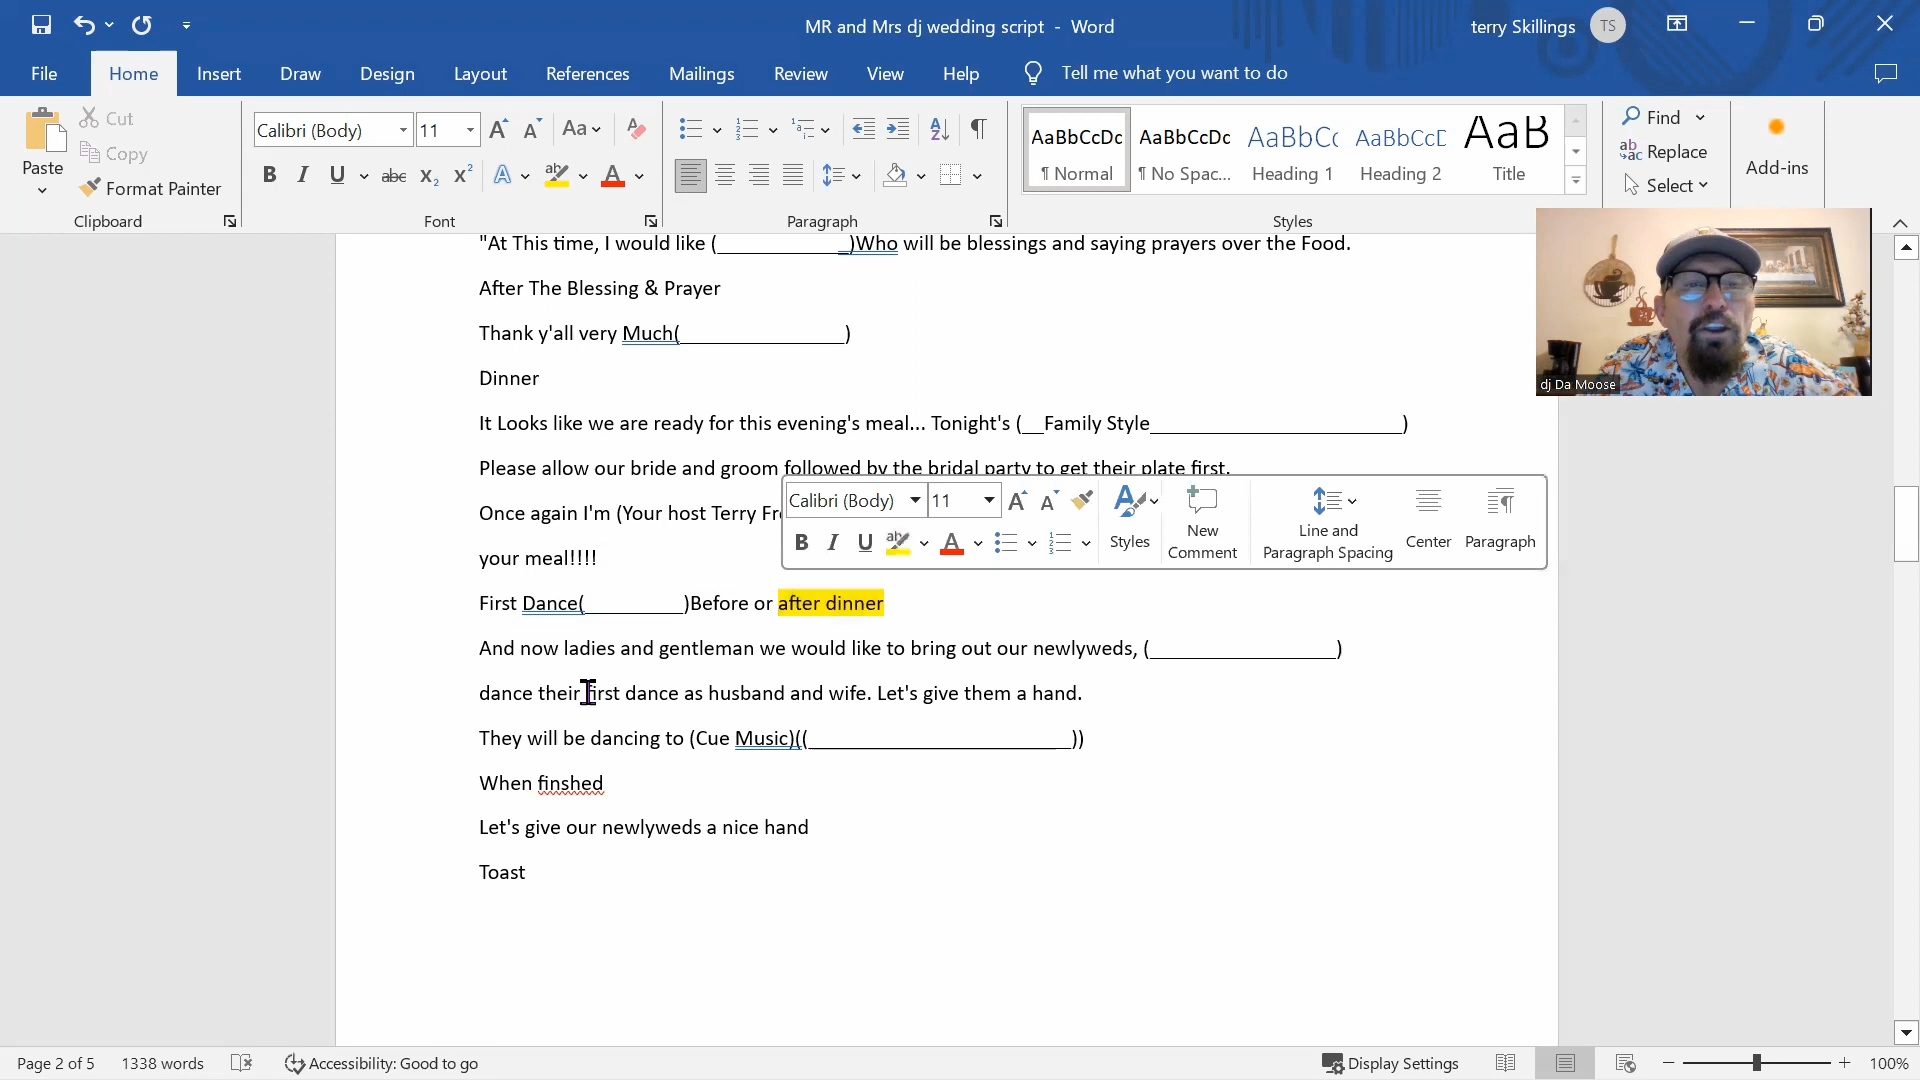 MR and Mrs dj wedding script - Word
terry Skillings TS
File Home Insert Draw Design Layout References Mailings Review View Help Tell me what you want to do
Paste
Cut
Copy
Format Painter
Clipboard
Calibri (Body) 11
Aa
B I U abc X2 X2 A ab A
Font
Paragraph
AaBbCcDc ¶ Normal
AaBbCcDc ¶ No Spac...
AaBbCc Heading 1
AaBbCcD Heading 2
AaB Title
Styles
Find
Replace
Select
Add-ins
"At This time, I would like (____________)Who will be blessings and saying prayers over the Food.
After The Blessing & Prayer
Thank y'all very Much(_______________)
Dinner
It Looks like we are ready for this evening's meal... Tonight's (__Family Style_______________________)
Please allow our bride and groom followed by the bridal party to get their plate first.
Once again I'm (Your host Terry Fr
your meal!!!!
First Dance(_________)Before or after dinner
And now ladies and gentleman we would like to bring out our newlyweds, (_________________)
dance their first dance as husband and wife. Let's give them a hand.
They will be dancing to (Cue Music)((________________________))
When finshed
Let's give our newlyweds a nice hand
Toast
Calibri (Body) 11
B I U ab A
Styles
New Comment
Line and Paragraph Spacing
Center
Paragraph
dj Da Moose
Page 2 of 5 1338 words Accessibility: Good to go Display Settings 100%